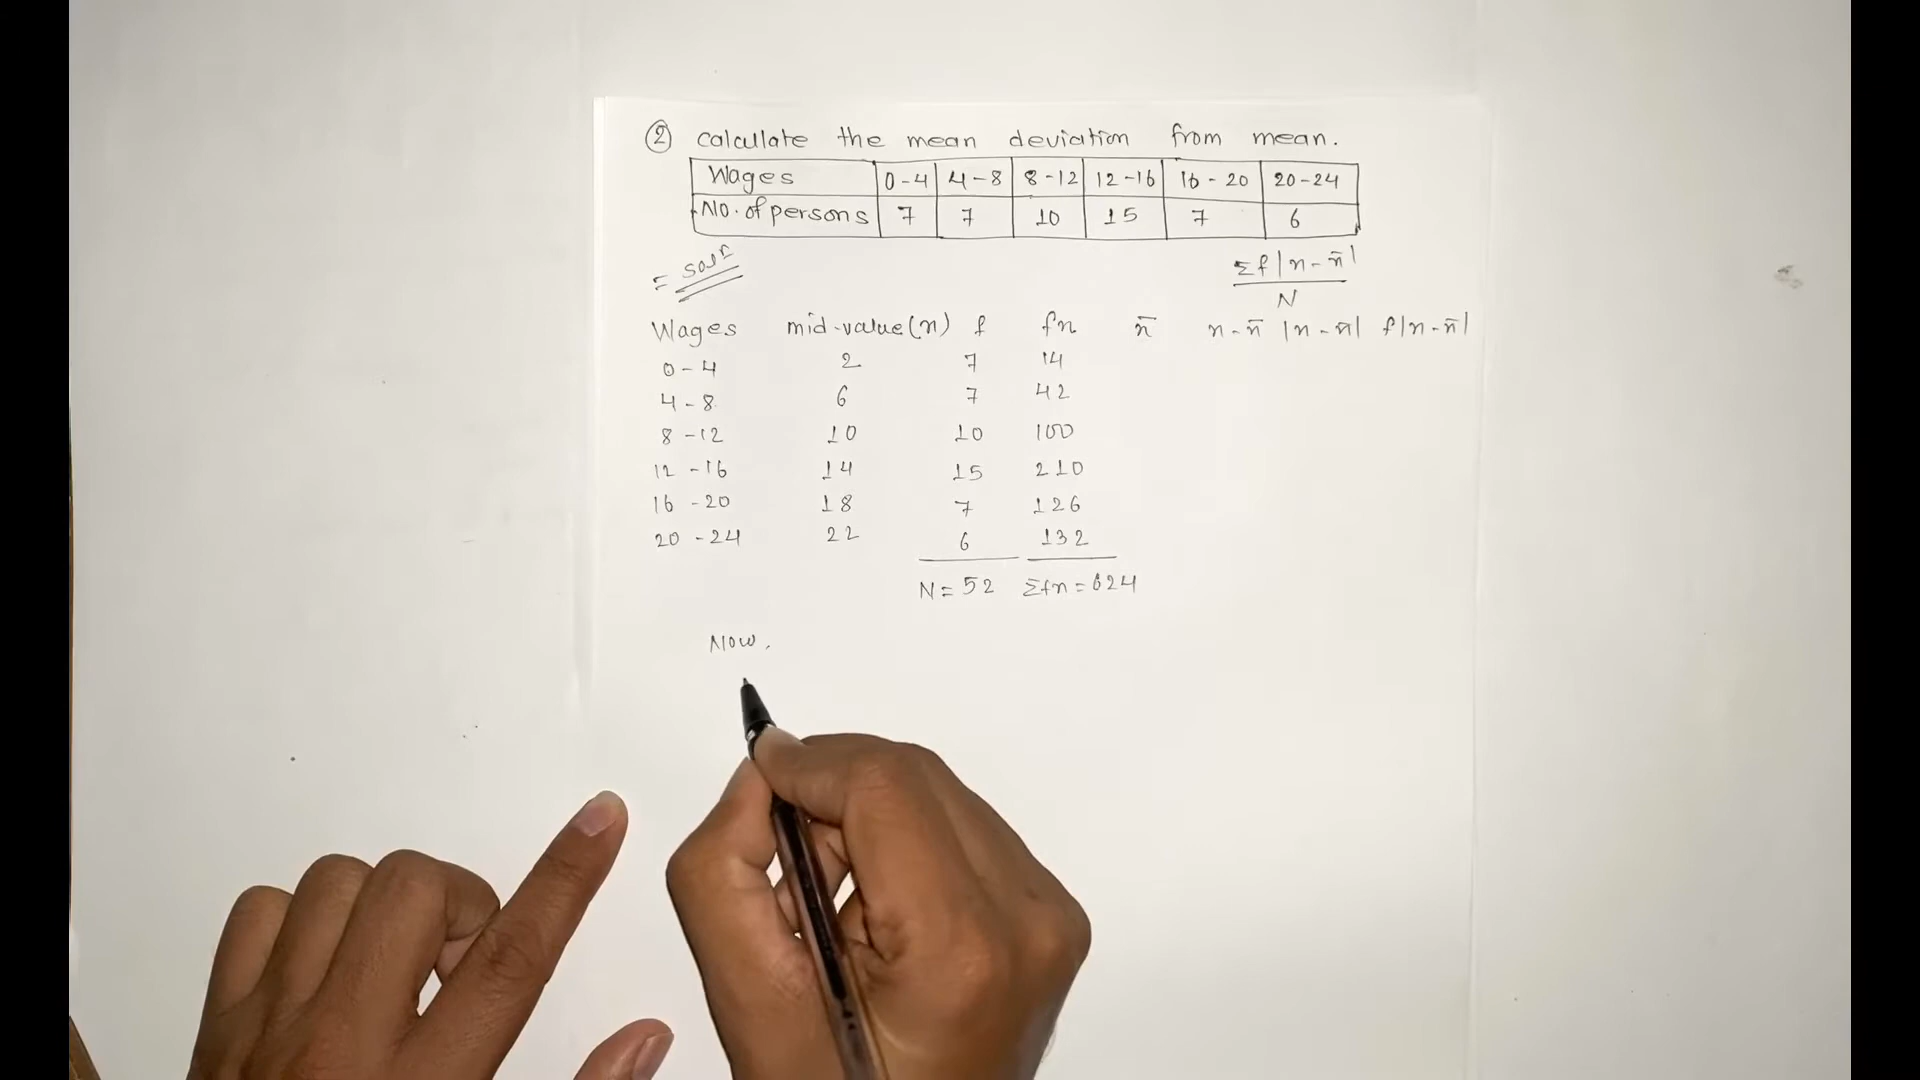 ② calculate the mean deviation from mean.
Wages 0-4 4-8 8-12 12-16 16-20 20-24
No. of persons 7 7 10 15 7 6
= soln
Σf|n-n̄|
N
Wages mid-value(n) f fn n̄ n-n̄ |n-n̄| f|n-n̄|
0-4 2 7 14
4-8 6 7 42
8-12 10 10 100
12-16 14 15 210
16-20 18 7 126
20-24 22 6 132
N=52 Σfn=624
Now,